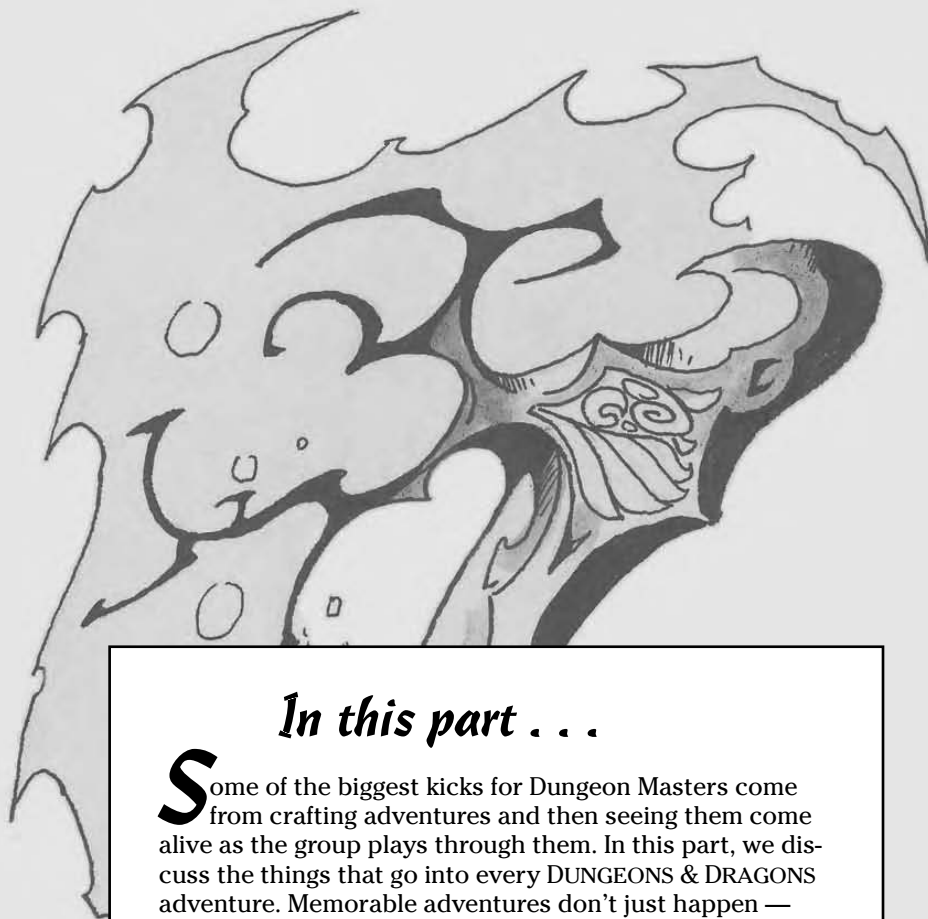 In this part . . .
Some of the biggest kicks for Dungeon Masters come
from crafting adventures and then seeing them come
alive as the group plays through them. In this part, we dis-
cuss the things that go into every DUNGEONS & DRAGONS
adventure. Memorable adventures don't just happen —